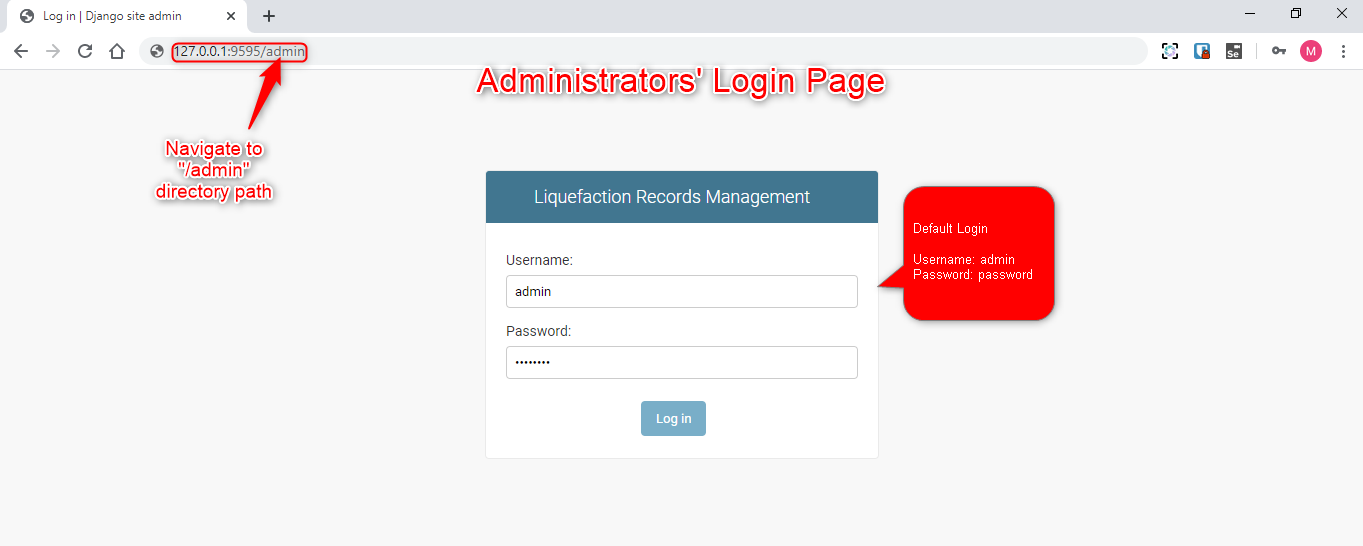 Log in | Django site admin
127.0.0.1:9595/admin
Se
M
Administrators' Login Page
Navigate to
"/admin"
directory path
Liquefaction Records Management
Username:
admin
Password:
••••••••
Log in
Default Login
Username: admin
Password: password